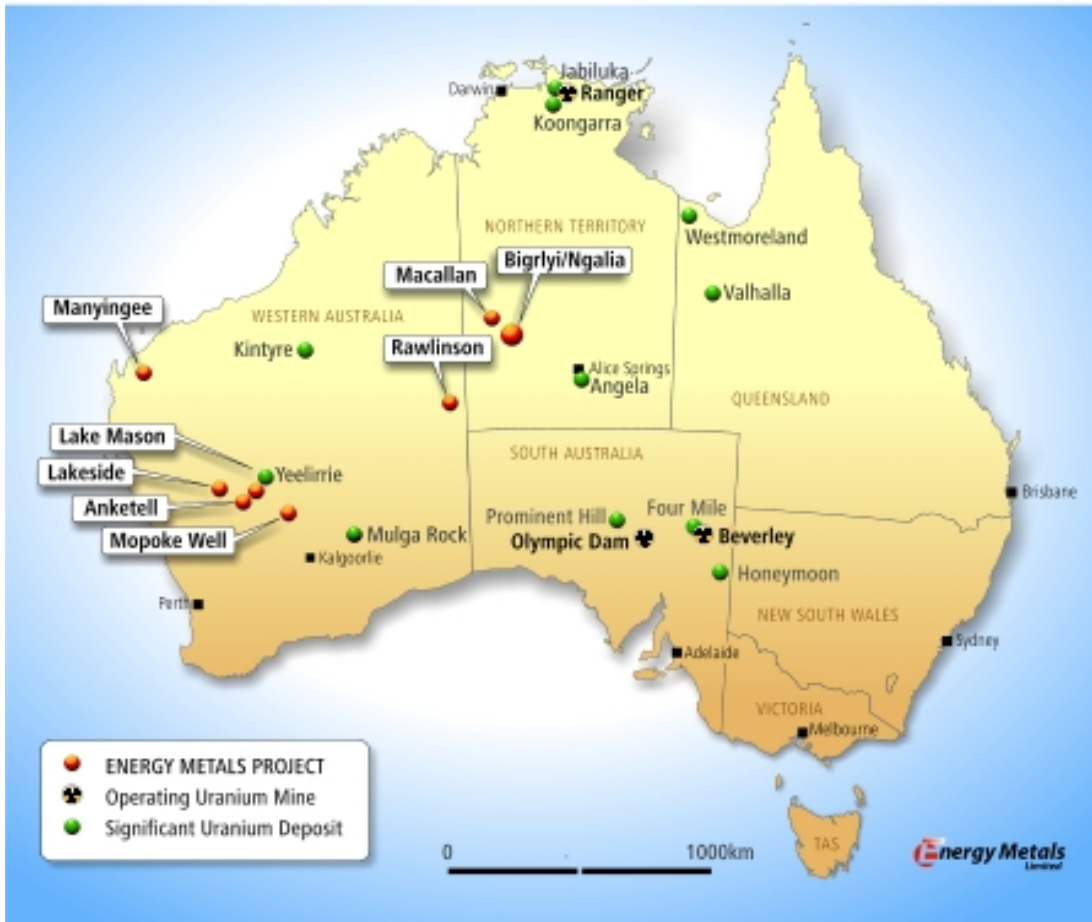 Jabiluka
Darwin
Ranger
Koongarra
NORTHERN TERRITORY
Westmoreland
Bigrlyi/Ngalia
Macallan
Valhalla
Manyingee
WESTERN AUSTRALIA
Kintyre
Rawlinson
Alice Springs
Angela
QUEENSLAND
Lake Mason
SOUTH AUSTRALIA
Lakeside
Yeelirrie
Brisbane
Anketell
Four Mile
Prominent Hill
Mopoke Well
Mulga Rock
Olympic Dam
Beverley
Kalgoorlie
Honeymoon
Perth
NEW SOUTH WALES
Sydney
Adelaide
VICTORIA
Melbourne
ENERGY METALS PROJECT
Operating Uranium Mine
Significant Uranium Deposit
0 1000km
TAS
Energy Metals
Limited